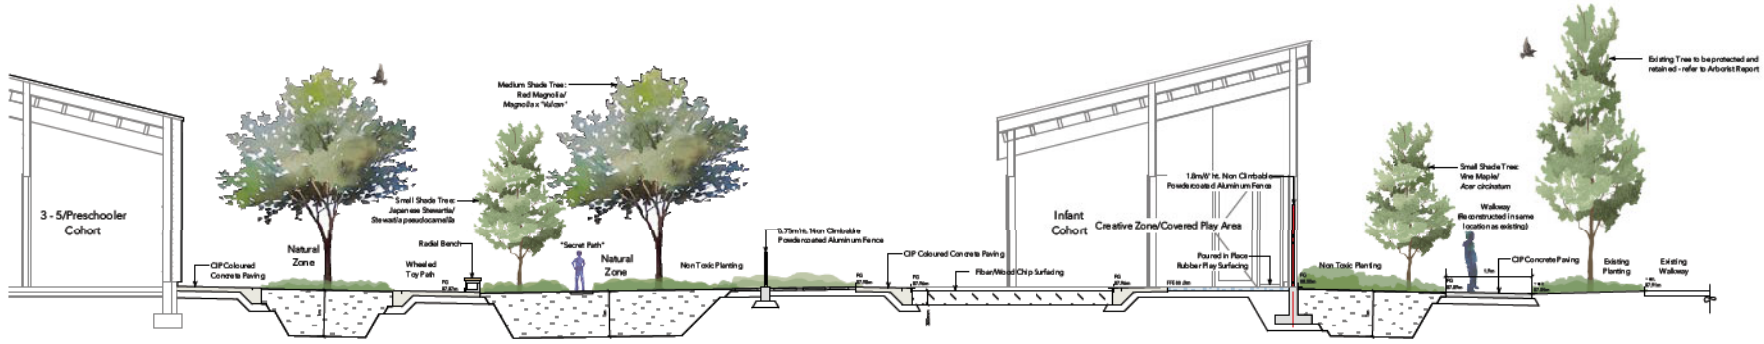 3 - 5/Preschooler
Cohort
CIP Coloured
Concrete Paving
Natural
Zone
Wheeled
Toy Path
Radial Bench
Small Shade Tree:
Japanese Stewartia/
Stewartia pseudocamellia
Medium Shade Tree:
Red Magnolia/
Magnolia x "Vulcan"
"Secret Path"
Natural
Zone
Non Toxic Planting
0.75m ht. Non Climbable
Powdercoated Aluminum Fence
CIP Coloured Concrete Paving
Fibar/Wood Chip Surfacing
Infant
Cohort
Creative Zone/Covered Play Area
1.8m/6' ht. Non Climbable
Powdercoated Aluminum Fence
Poured in Place
Rubber Play Surfacing
Non Toxic Planting
Small Shade Tree:
Vine Maple/
Acer circinatum
Walkway
(Reconstructed in same
location as existing)
CIP Concrete Paving
Existing
Planting
Existing
Walkway
Existing Tree to be protected and
retained - refer to Arborist Report